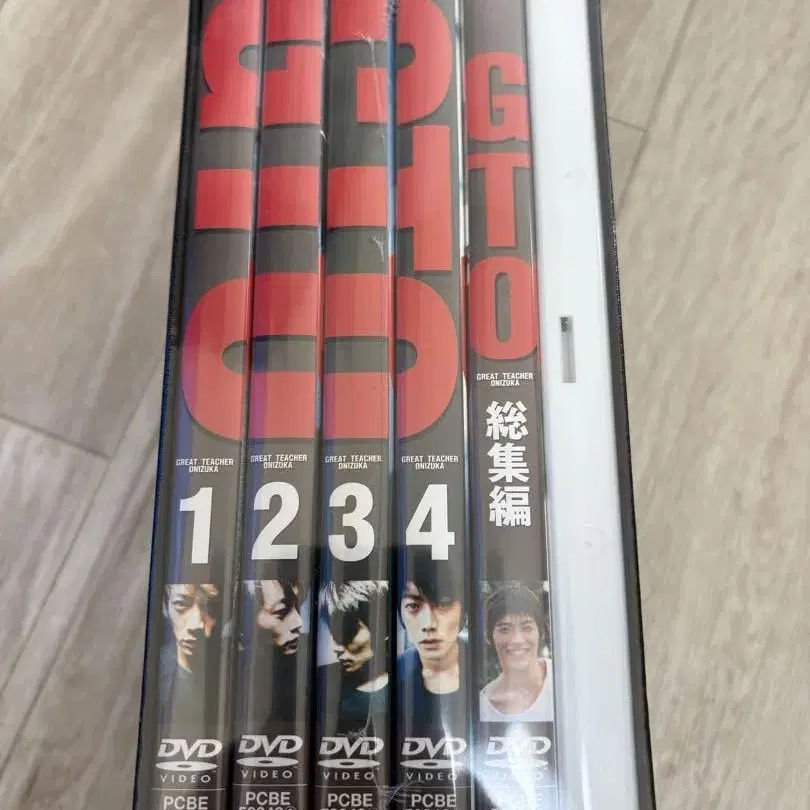 GTO
GREAT TEACHER
ONIZUKA
1
DVD
VIDEO
PCBE
GREAT TEACHER
ONIZUKA
2
DVD
VIDEO
PCBE
GREAT TEACHER
ONIZUKA
3
DVD
VIDEO
PCBE
GREAT TEACHER
ONIZUKA
4
DVD
VIDEO
PCBE
GTO
GREAT TEACHER
ONIZUKA
総集編
DVD
VIDEO
PCBE